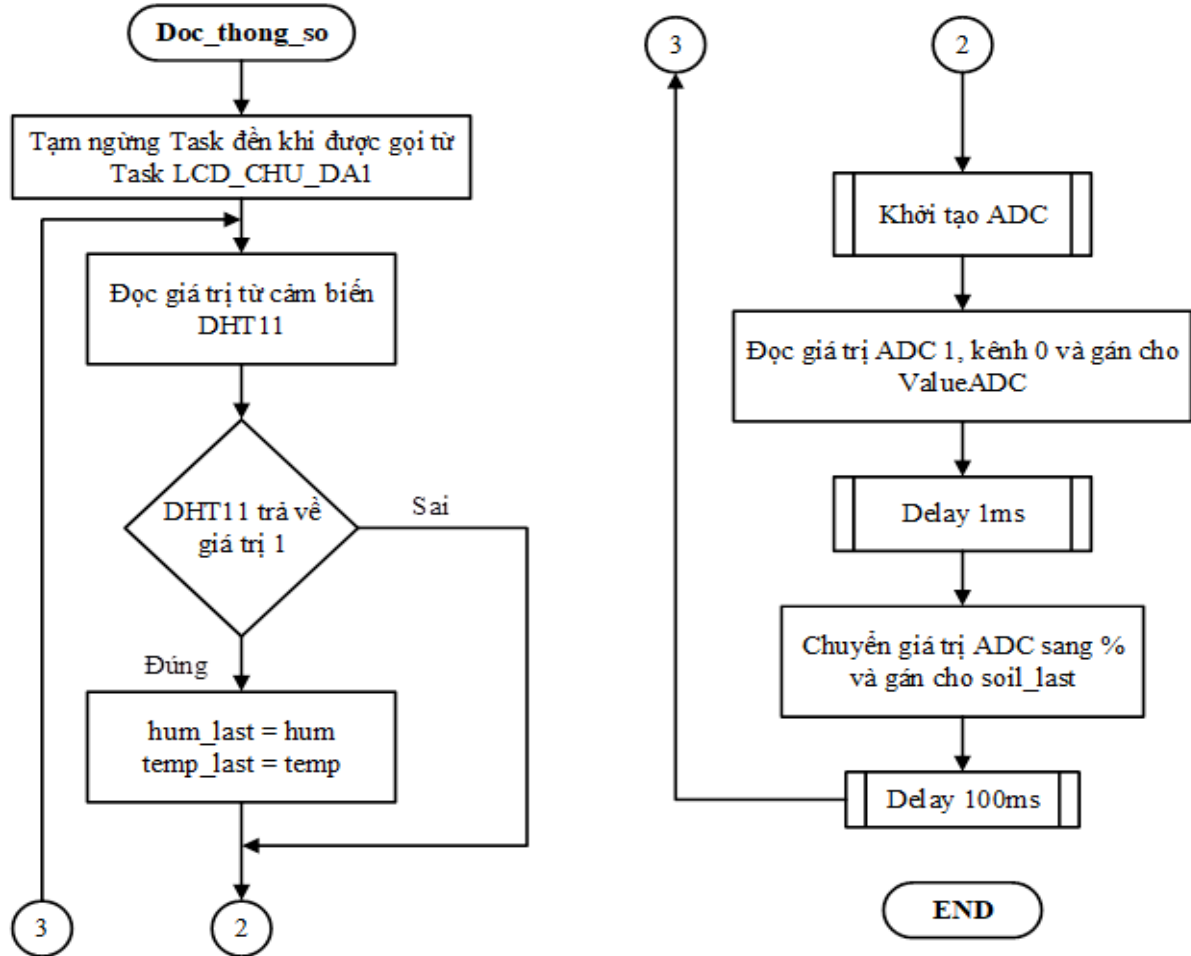 Doc_thong_so
Tạm ngừng Task đến khi được gọi từ
Task LCD_CHU_DA1
Đọc giá trị từ cảm biến
DHT11
DHT11 trả về
giá trị 1
Sai
Đúng
hum_last = hum
temp_last = temp
3
2
3
2
Khởi tạo ADC
Đọc giá trị ADC 1, kênh 0 và gán cho
ValueADC
Delay 1ms
Chuyển giá trị ADC sang %
và gán cho soil_last
Delay 100ms
END